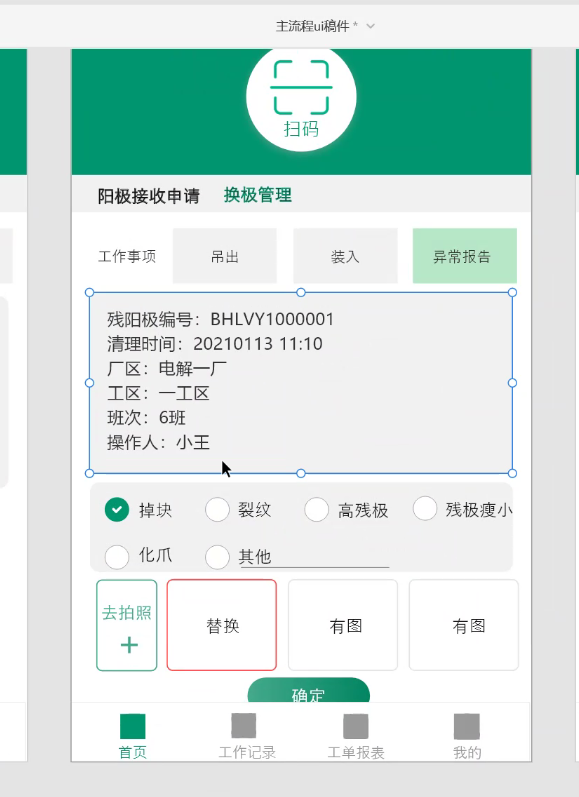 主流程ui稿件 *
扫码
阳极接收申请 换极管理
工作事项 吊出 装入 异常报告
残阳极编号：BHLVY1000001
清理时间：20210113 11:10
厂区：电解一厂
工区：一工区
班次：6班
操作人：小王
掉块 裂纹 高残极 残极瘦小
化爪 其他
去拍照 替换 有图 有图
确定
首页 工作记录 工单报表 我的